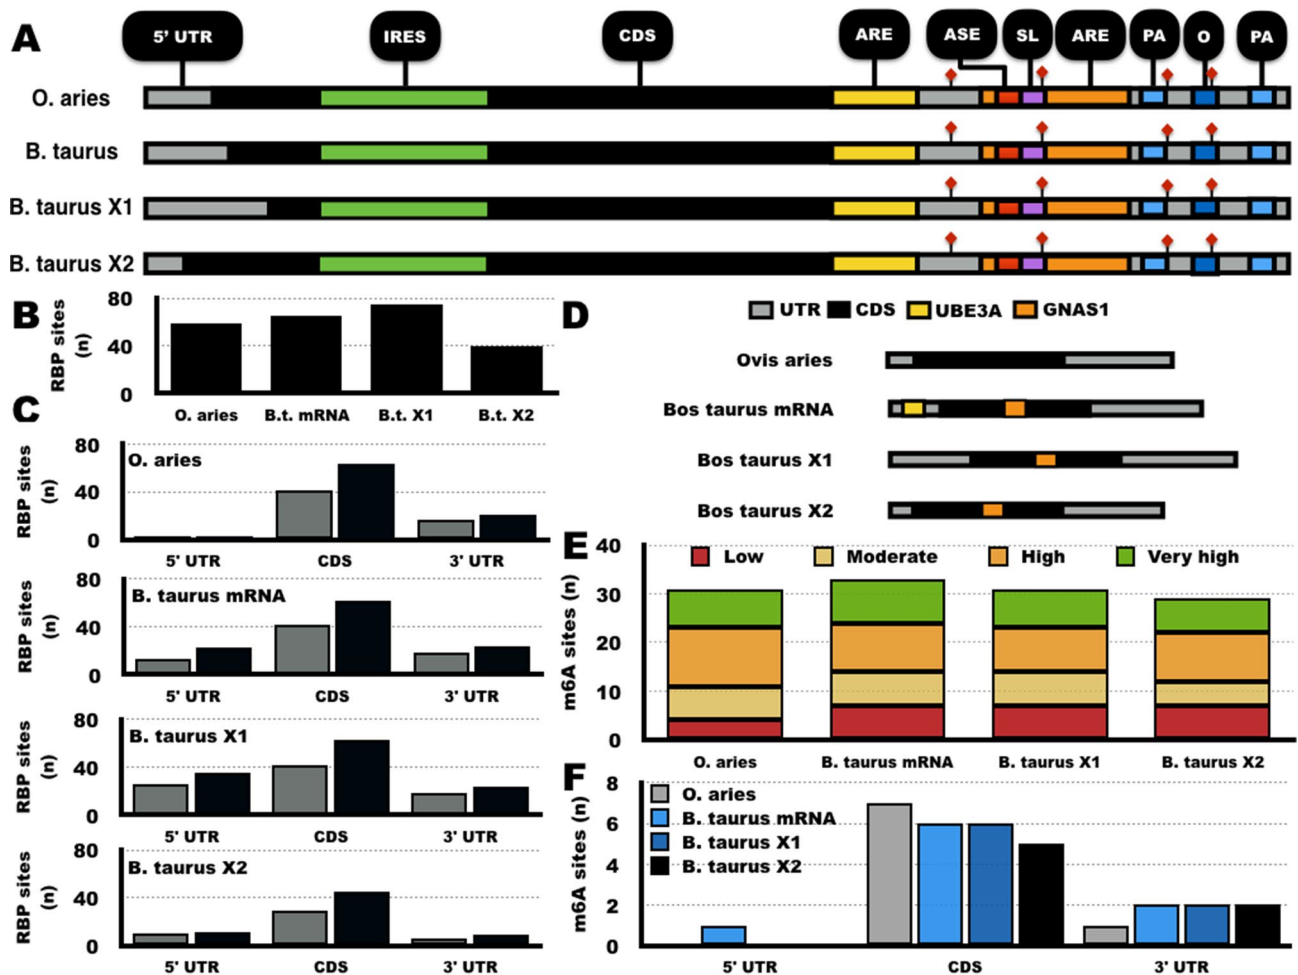 A
5' UTR IRES CDS ARE ASE SL ARE PA O PA
O. aries
B. taurus
B. taurus X1
B. taurus X2
B
RBP sites (n)
80
40
0
O. aries B.t. mRNA B.t. X1 B.t. X2
C
O. aries
RBP sites (n)
80
40
0
5' UTR CDS 3' UTR
B. taurus mRNA
RBP sites (n)
80
40
0
5' UTR CDS 3' UTR
B. taurus X1
RBP sites (n)
80
40
0
5' UTR CDS 3' UTR
B. taurus X2
RBP sites (n)
80
40
0
5' UTR CDS 3' UTR
D
UTR CDS UBE3A GNAS1
Ovis aries
Bos taurus mRNA
Bos taurus X1
Bos taurus X2
E
Low Moderate High Very high
m6A sites (n)
40
30
20
10
0
O. aries B. taurus mRNA B. taurus X1 B. taurus X2
F
O. aries
B. taurus mRNA
B. taurus X1
B. taurus X2
m6A sites (n)
8
6
4
2
0
5' UTR CDS 3' UTR